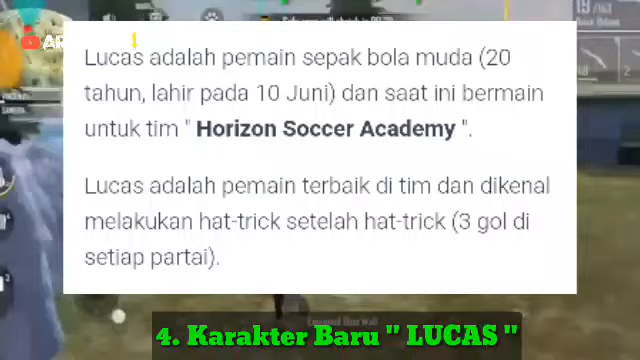 Lucas adalah pemain sepak bola muda (20
tahun, lahir pada 10 Juni) dan saat ini bermain
untuk tim " Horizon Soccer Academy ".
Lucas adalah pemain terbaik di tim dan dikenal
melakukan hat-trick setelah hat-trick (3 gol di
setiap partai).
4. Karakter Baru " LUCAS "